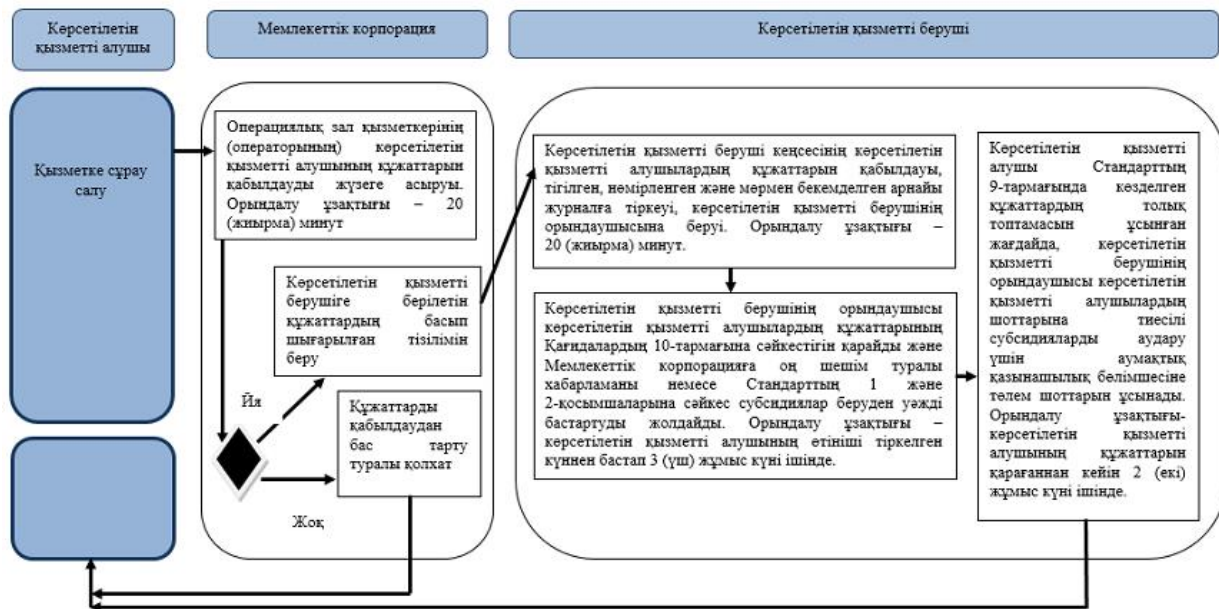 Көрсетілетін
қызметті алушы
Мемлекеттік корпорация
Көрсетілетін қызметті беруші
Қызметке сұрау
салу
Операциялық зал қызметкерінің
(операторының) көрсетілетін
қызметті алушының құжаттарын
қабылдауды жүзеге асыруы.
Орындалу ұзақтығы – 20
(жиырма) минут
Көрсетілетін қызметті
берушіге берілетін
құжаттардың басып
шығарылған тізілімін
беру
Йя
Құжаттарды
қабылдаудан
бас тарту
туралы қолхат
Жоқ
Көрсетілетін қызметті беруші кеңсесінің көрсетілетін
қызметті алушылардың құжаттарын қабылдауы,
тігілген, нөмірленген және мөрмен бекемделген арнайы
журналға тіркеуі, көрсетілетін қызметті берушінің
орындаушысына беруі. Орындалу ұзақтығы –
20 (жиырма) минут.
Көрсетілетін қызметті берушінің орындаушысы
көрсетілетін қызметті алушылардың құжаттарының
Қағидалардың 10-тармағына сәйкестігін қарайды және
Мемлекеттік корпорацияға оң шешім туралы
хабарламаны немесе Стандарттың 1 және
2-қосымшаларына сәйкес субсидиялар беруден уәжді
бастартуды жолдайды. Орындалу ұзақтығы –
көрсетілетін қызметті алушының өтініші тіркелген
күннен бастап 3 (үш) жұмыс күні ішінде.
Көрсетілетін қызметті
алушы Стандарттың
9-тармағында көзделген
құжаттардың толық
топтамасын ұсынған
жағдайда, көрсетілетін
қызметті берушінің
орындаушысы көрсетілетін
қызметті алушылардың
шоттарына тиесілі
субсидияларды аудару
үшін аумақтық
қазынашылық бөлімшесіне
төлем шоттарын ұсынады.
Орындалу ұзақтығы-
көрсетілетін қызметті
алушының құжаттарын
қарағаннан кейін 2 (екі)
жұмыс күні ішінде.